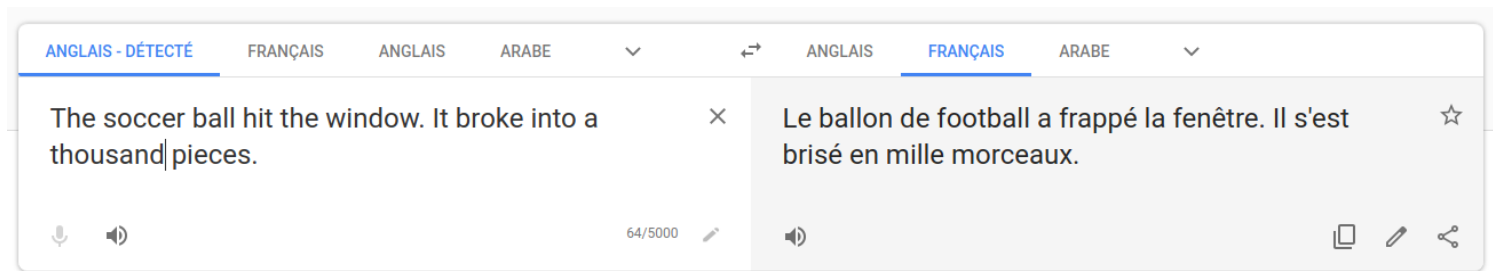 ANGLAIS - DÉTECTÉ FRANÇAIS ANGLAIS ARABE ANGLAIS FRANÇAIS ARABE
The soccer ball hit the window. It broke into a
thousand pieces.
64/5000
Le ballon de football a frappé la fenêtre. Il s'est
brisé en mille morceaux.